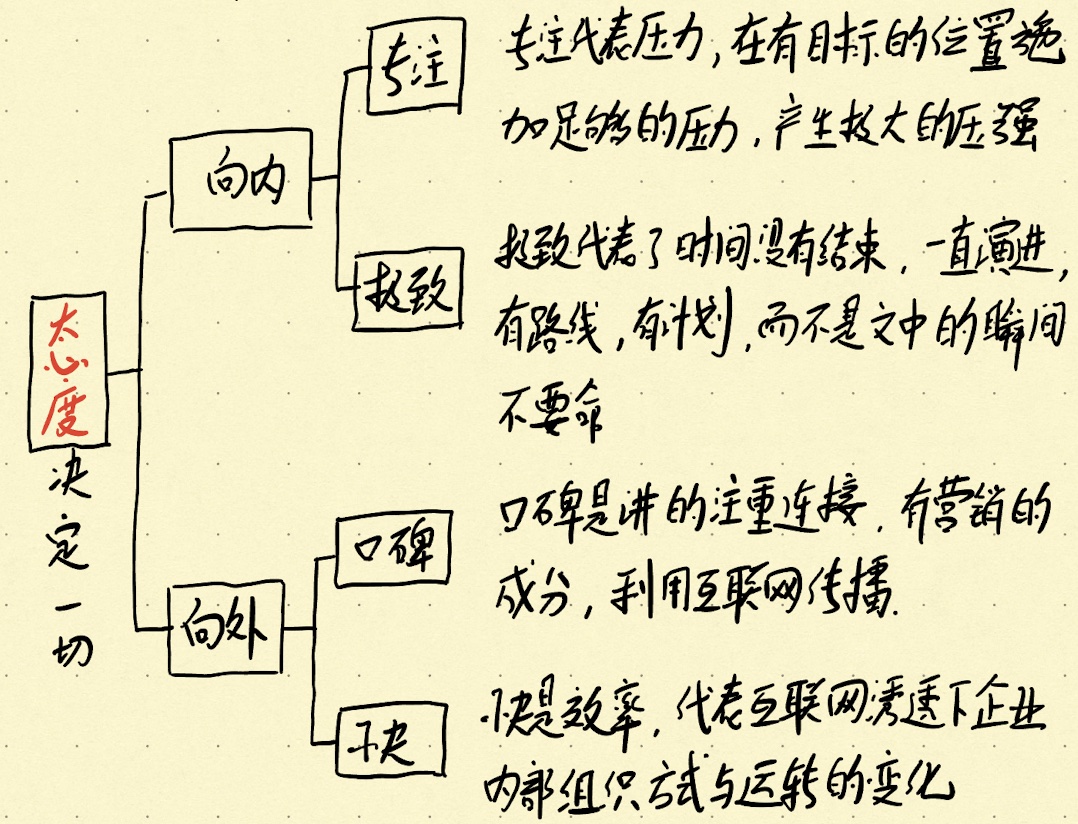 态度
决定一切
向内
专注
专注代表压力，在有目标的位置施
加足够的压力，产生极大的压强
极致
极致代表了时间没有结束，一直演进，
有路线，有计划，而不是文中的瞬间
不要命
向外
口碑
口碑是讲的注重连接，有营销的
成分，利用互联网传播.
快
快是效率，代表互联网渗透下企业
内部组织方式与运转的变化